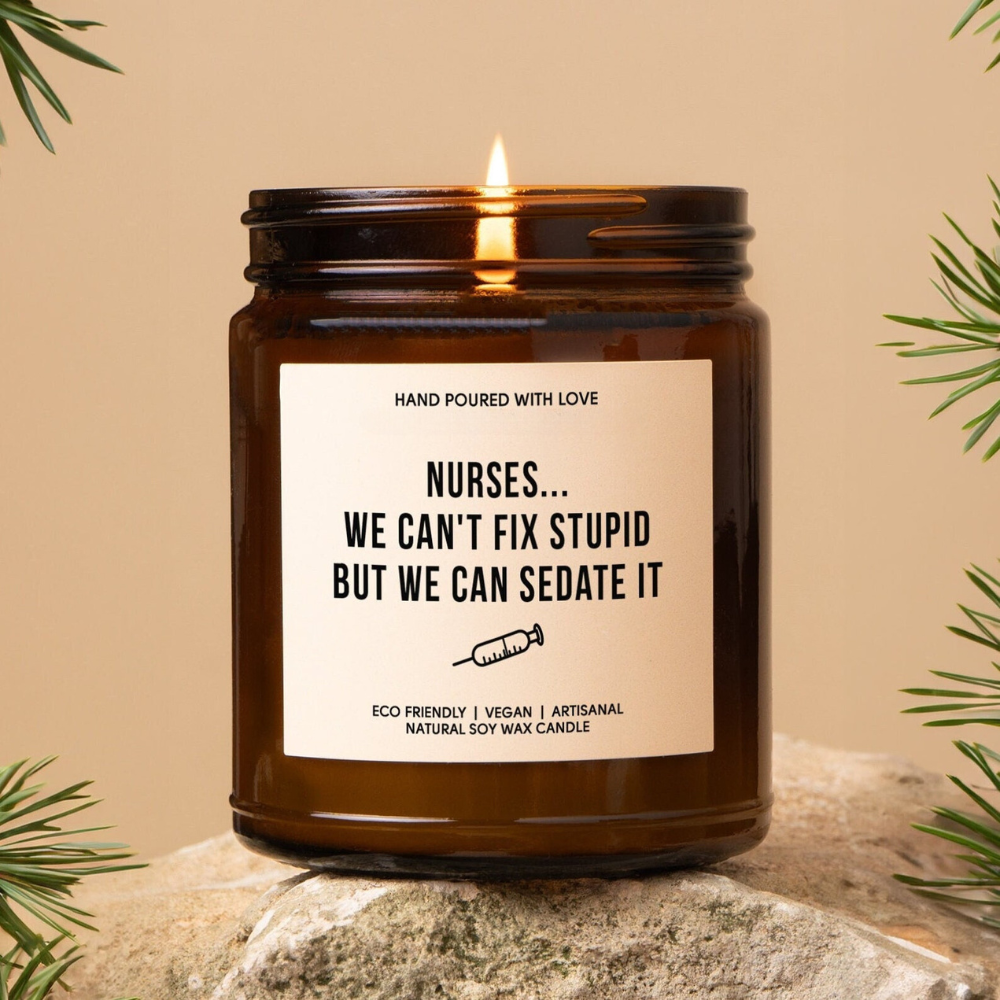 HAND POURED WITH LOVE
NURSES...
WE CAN'T FIX STUPID
BUT WE CAN SEDATE IT
ECO FRIENDLY | VEGAN | ARTISANAL
NATURAL SOY WAX CANDLE